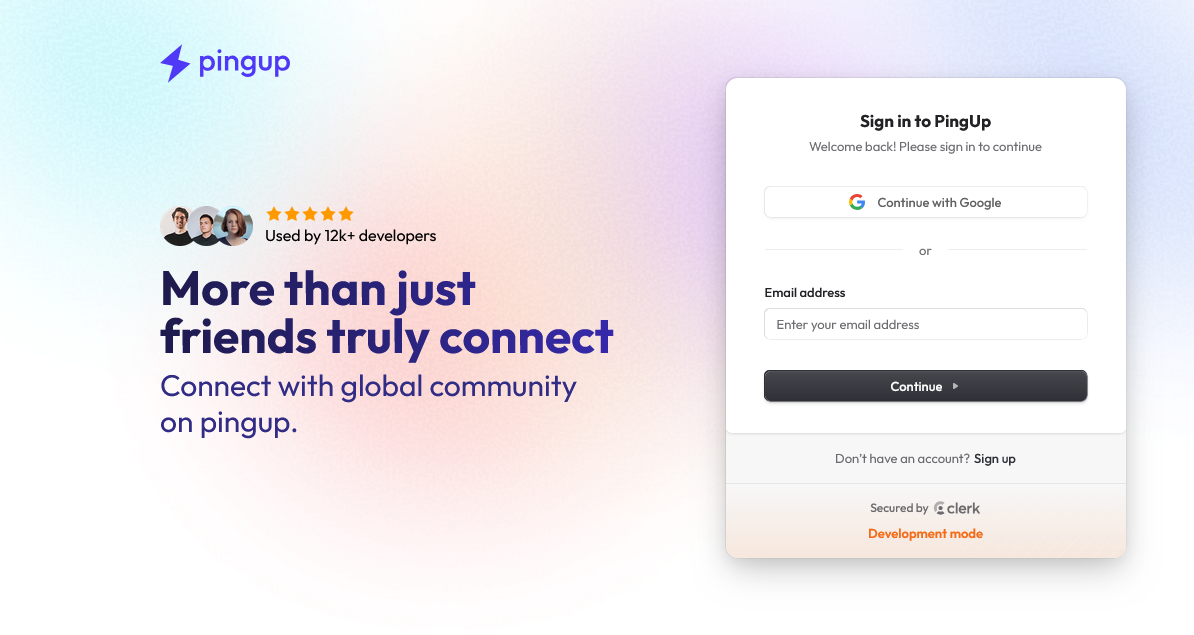 pingup
Used by 12k+ developers
More than just
friends truly connect
Connect with global community
on pingup.
Sign in to PingUp
Welcome back! Please sign in to continue
Continue with Google
or
Email address
Enter your email address
Continue
Don’t have an account? Sign up
Secured by clerk
Development mode